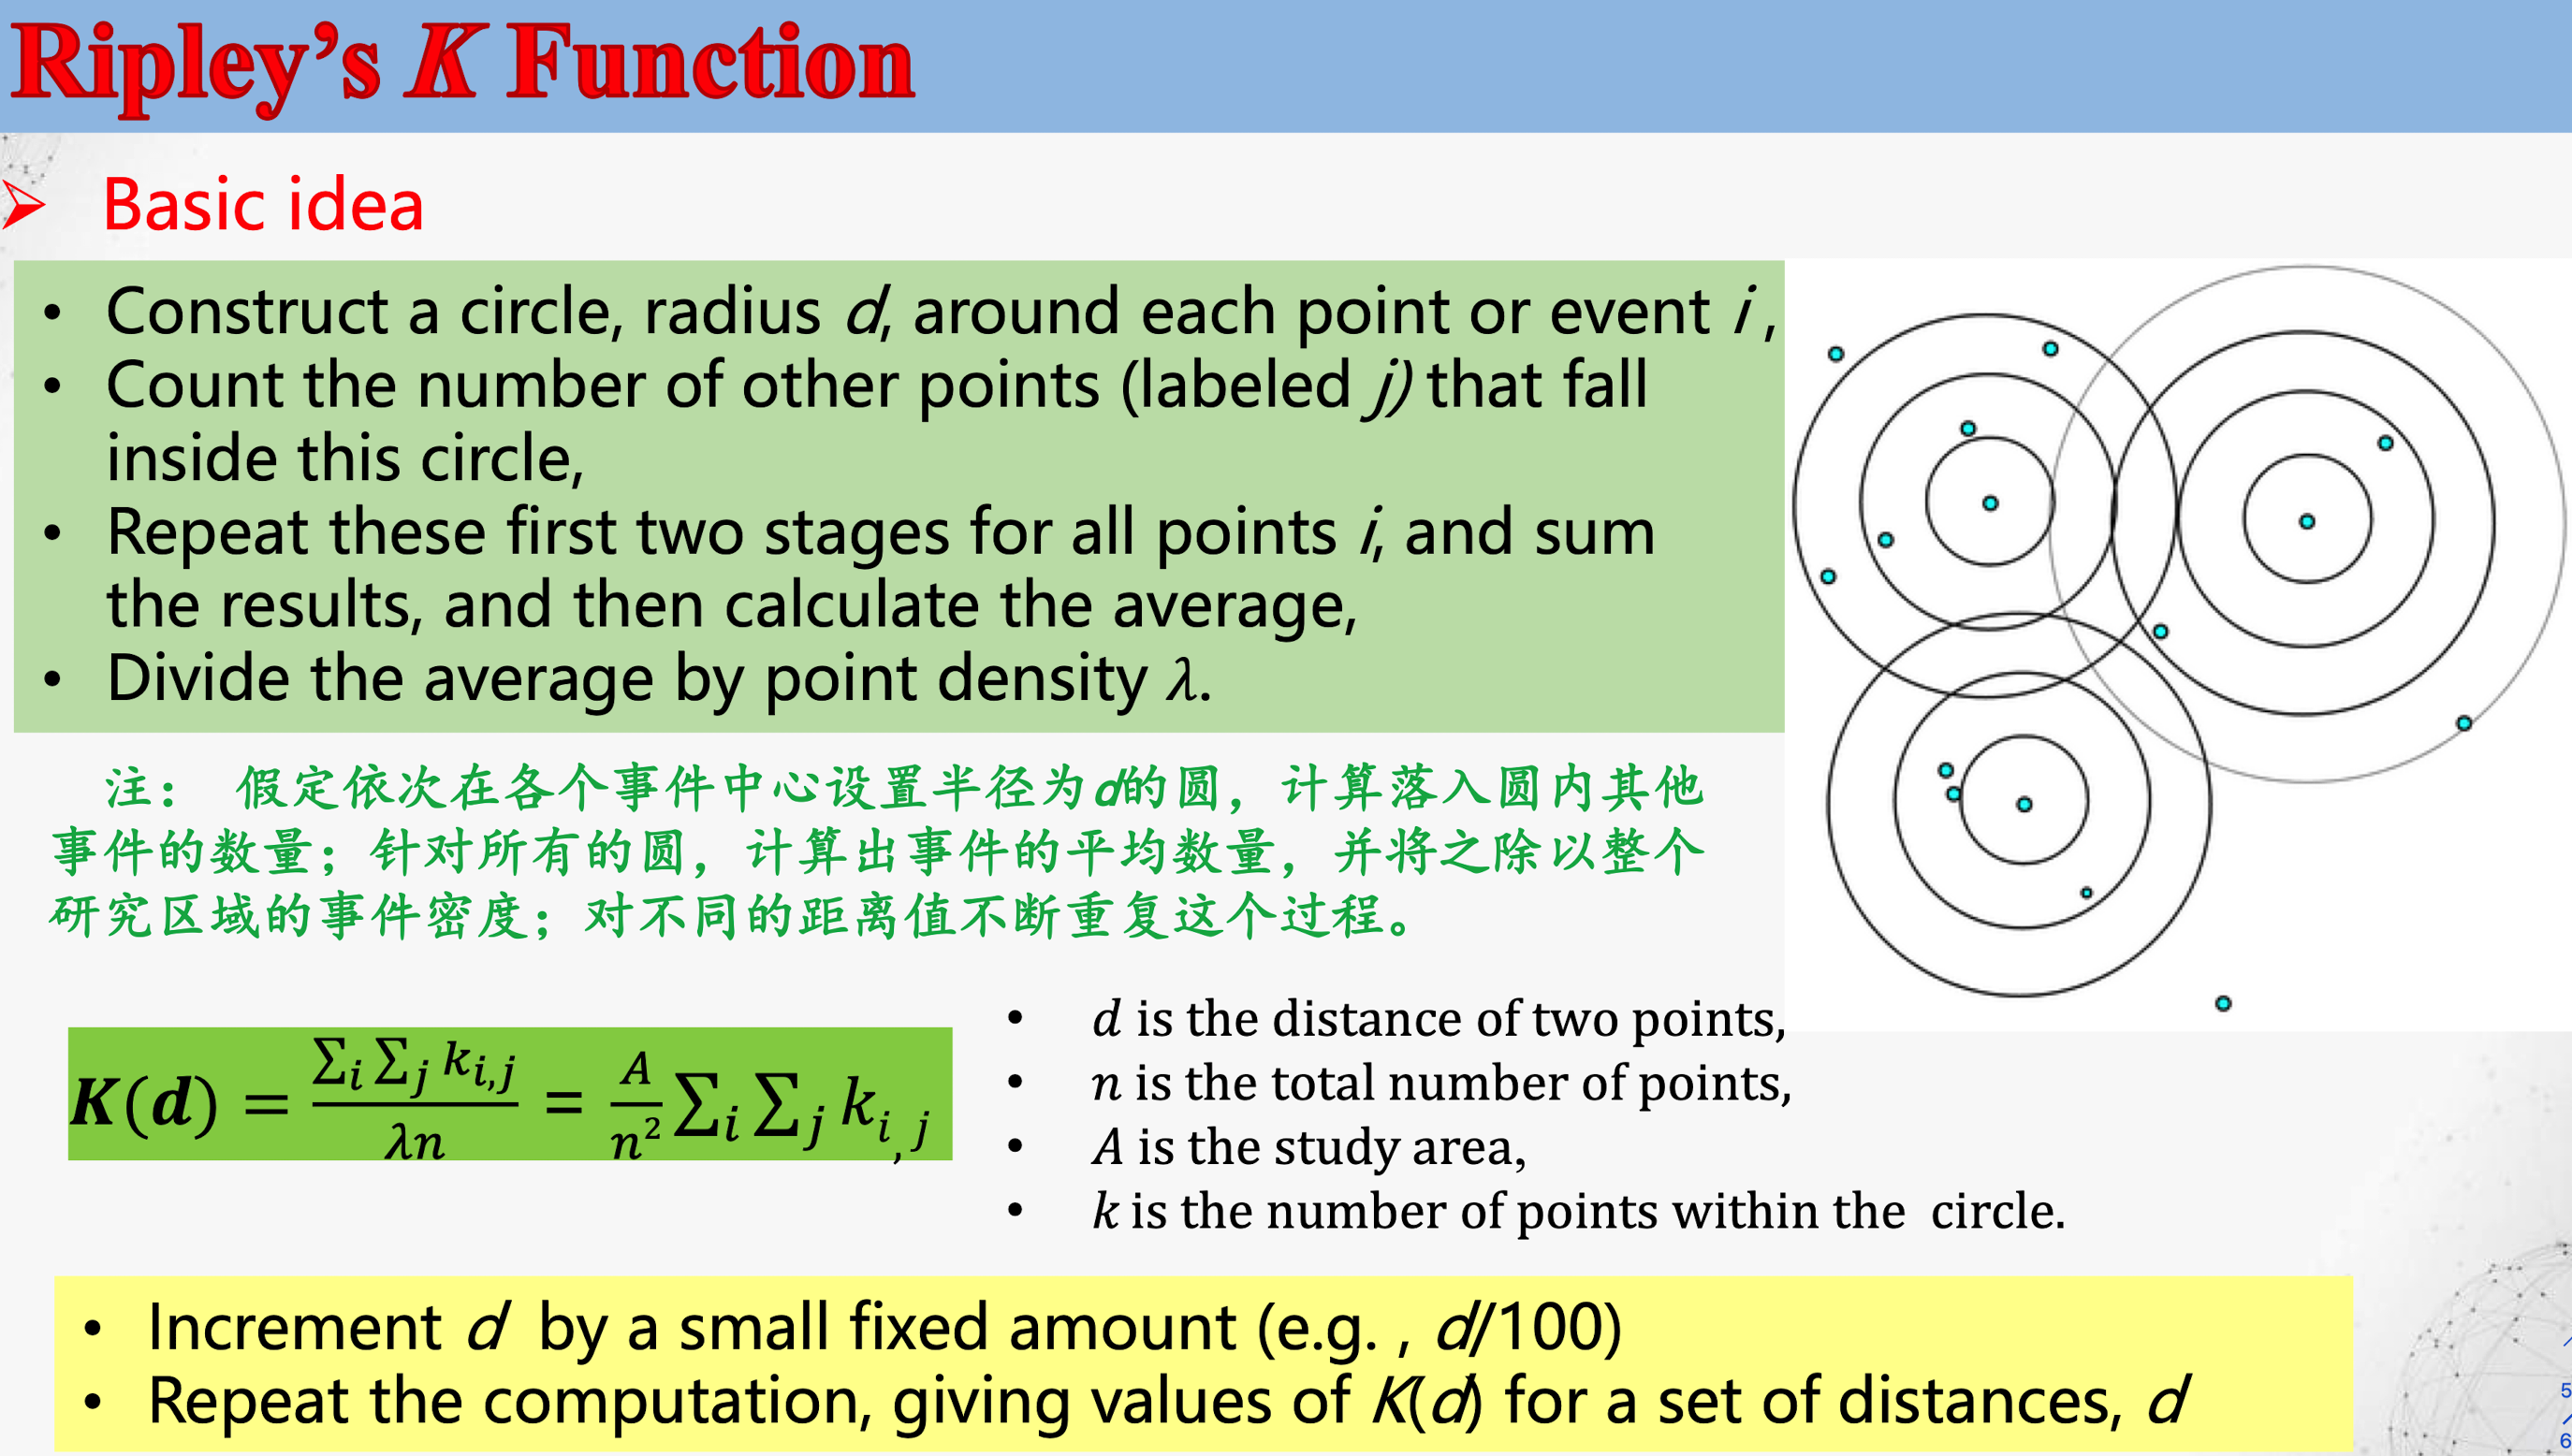 Ripley's K Function
Basic idea
• Construct a circle, radius d, around each point or event i ,
• Count the number of other points (labeled j) that fall
inside this circle,
• Repeat these first two stages for all points i, and sum
the results, and then calculate the average,
• Divide the average by point density λ.
注： 假定依次在各个事件中心设置半径为d的圆，计算落入圆内其他
事件的数量；针对所有的圆，计算出事件的平均数量，并将之除以整个
研究区域的事件密度；对不同的距离值不断重复这个过程。
K(d) = \frac{∑_i ∑_j k_{i,j}}{λn} = \frac{A}{n^2} ∑_i ∑_j k_{i,j}
• d is the distance of two points,
• n is the total number of points,
• A is the study area,
• k is the number of points within the circle.
• Increment d by a small fixed amount (e.g. , d/100)
• Repeat the computation, giving values of K(d) for a set of distances, d
5
6